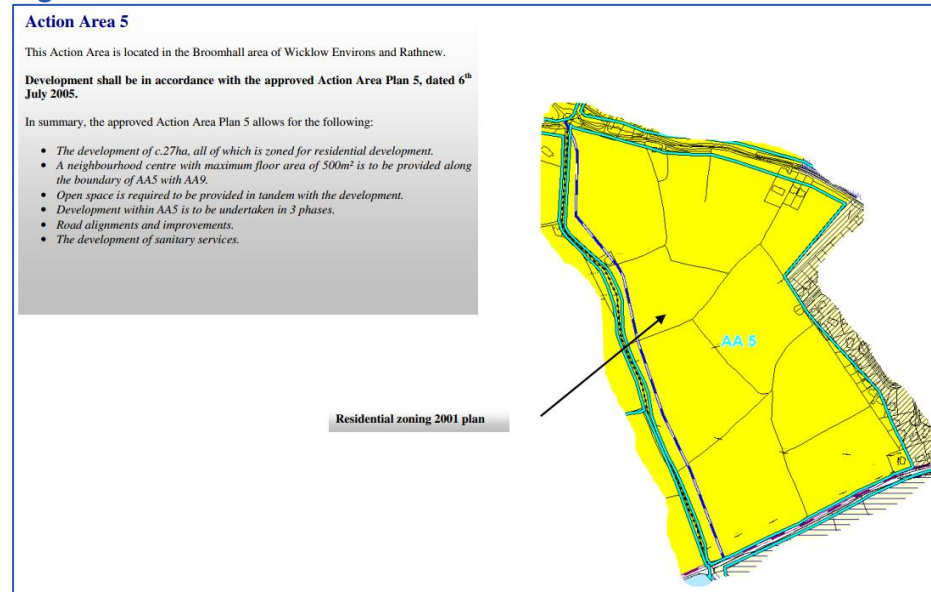 Action Area 5
This Action Area is located in the Broomhall area of Wicklow Environs and Rathnew.
Development shall be in accordance with the approved Action Area Plan 5, dated 6th
July 2005.
In summary, the approved Action Area Plan 5 allows for the following:
• The development of c.27ha, all of which is zoned for residential development.
• A neighbourhood centre with maximum floor area of 500m² is to be provided along
the boundary of AA5 with AA9.
• Open space is required to be provided in tandem with the development.
• Development within AA5 is to be undertaken in 3 phases.
• Road alignments and improvements.
• The development of sanitary services.
AA 5
Residential zoning 2001 plan